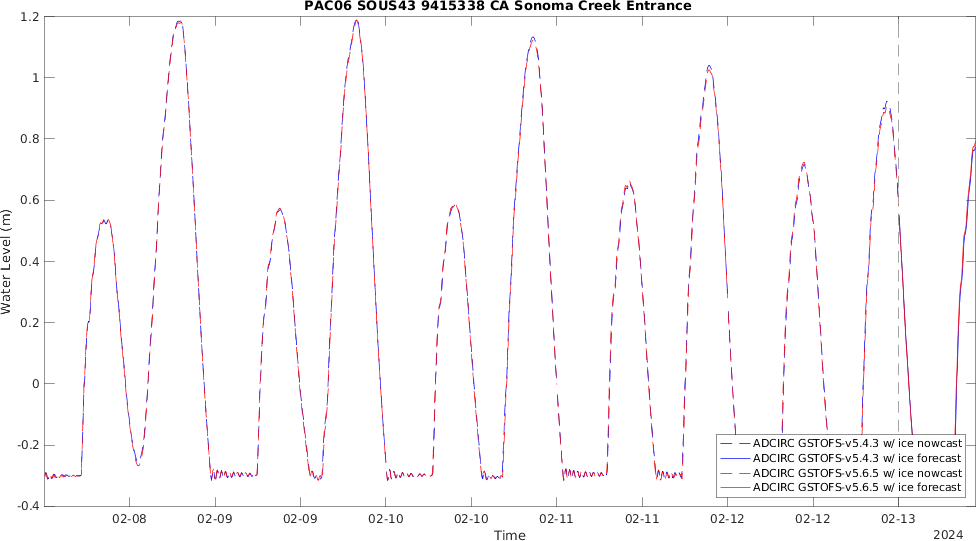 PAC06 SOUS43 9415338 CA Sonoma Creek Entrance
1.2
1
0.8
0.6
0.4
0.2
0
-0.2
-0.4
Water Level (m)
02-08
02-09
02-09
02-10
02-10
02-11
02-11
02-12
02-12
02-13
Time
2024
ADCIRC GSTOFS-v5.4.3 w/ ice nowcast
ADCIRC GSTOFS-v5.4.3 w/ ice forecast
ADCIRC GSTOFS-v5.6.5 w/ ice nowcast
ADCIRC GSTOFS-v5.6.5 w/ ice forecast